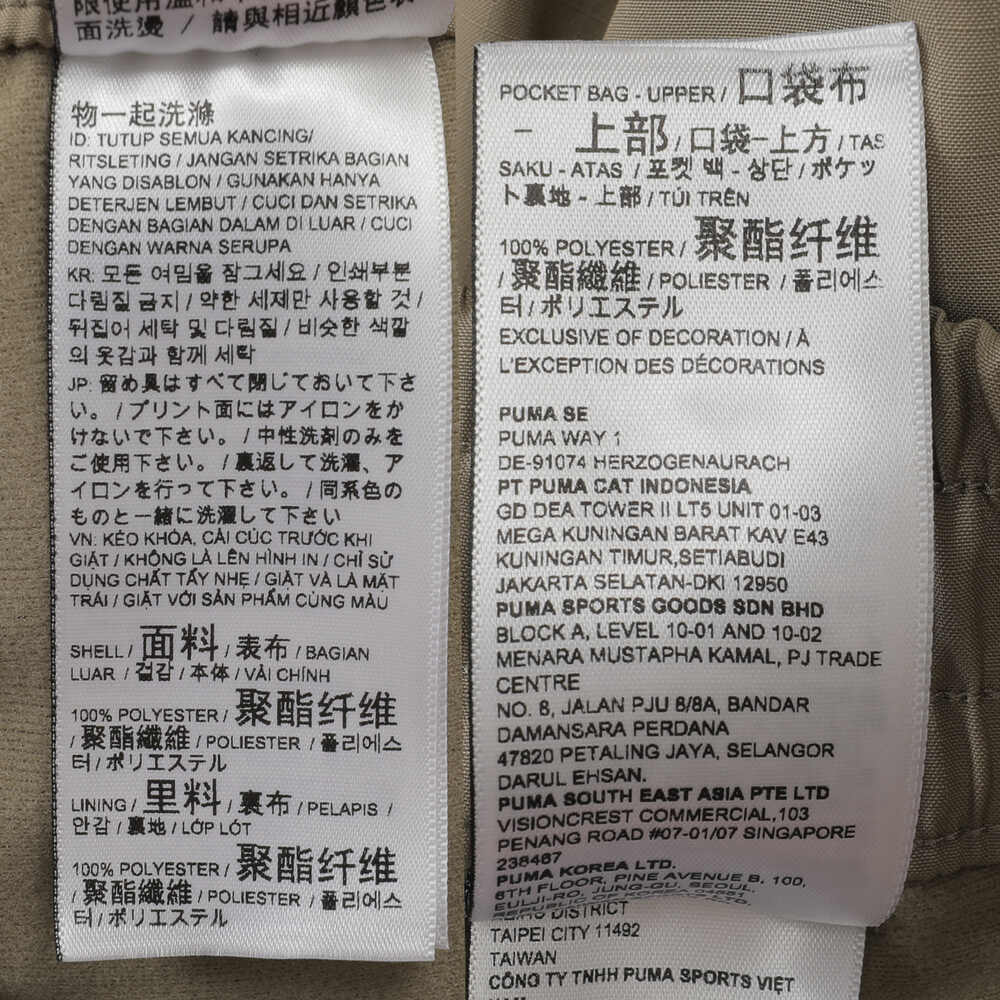 面洗燙 / 請與相近顏色衣
物一起洗滌
ID: TUTUP SEMUA KANCING/
RITSLETING / JANGAN SETRIKA BAGIAN
YANG DISABLON / GUNAKAN HANYA
DETERJEN LEMBUT / CUCI DAN SETRIKA
DENGAN BAGIAN DALAM DI LUAR / CUCI
DENGAN WARNA SERUPA
KR: 모든 여밈을 잠그세요 / 인쇄부분
다림질 금지 / 약한 세제만 사용할 것 /
뒤집어 세탁 및 다림질 / 비슷한 색깔
의 옷감과 함께 세탁
JP: 留め具はすべて閉じておいて下さ
い。 / プリント面にはアイロンをか
けないで下さい。 / 中性洗剤のみを
ご使用下さい。 / 裏返して洗濯、ア
イロンを行って下さい。 / 同系色の
ものと一緒に洗濯して下さい
VN: KÉO KHÓA, CÀI CÚC TRƯỚC KHI
GIẶT / KHÔNG LÀ LÊN HÌNH IN / CHỈ SỬ
DỤNG CHẤT TẨY NHẸ / GIẶT VÀ LÀ MẶT
TRÁI / GIẶT VỚI SẢN PHẨM CÙNG MÀU
SHELL / 面料 / 表布 / BAGIAN
LUAR / 겉감 / 本体 / VẢI CHÍNH
100% POLYESTER / 聚酯纤维
/ 聚酯纖維 / POLIESTER / 폴리에스
터 / ポリエステル
LINING / 里料 / 裏布 / PELAPIS /
안감 / 裏地 / LỚP LÓT
100% POLYESTER / 聚酯纤维
/ 聚酯纖維 / POLIESTER / 폴리에스
터 / ポリエステル
POCKET BAG - UPPER / 口袋布
- 上部 / 口袋-上方 / TAS
SAKU - ATAS / 포켓 백 - 상단 / ポケッ
ト裏地 - 上部 / TÚI TRÊN
100% POLYESTER / 聚酯纤维
/ 聚酯纖維 / POLIESTER / 폴리에스
터 / ポリエステル
EXCLUSIVE OF DECORATION / À
L'EXCEPTION DES DÉCORATIONS
PUMA SE
PUMA WAY 1
DE-91074 HERZOGENAURACH
PT PUMA CAT INDONESIA
GD DEA TOWER II LT5 UNIT 01-03
MEGA KUNINGAN BARAT KAV E43
KUNINGAN TIMUR,SETIABUDI
JAKARTA SELATAN-DKI 12950
PUMA SPORTS GOODS SDN BHD
BLOCK A, LEVEL 10-01 AND 10-02
MENARA MUSTAPHA KAMAL, PJ TRADE
CENTRE
NO. 8, JALAN PJU 8/8A, BANDAR
DAMANSARA PERDANA
47820 PETALING JAYA, SELANGOR
DARUL EHSAN.
PUMA SOUTH EAST ASIA PTE LTD
VISIONCREST COMMERCIAL,103
PENANG ROAD #07-01/07 SINGAPORE
238467
PUMA KOREA LTD.
6TH FLOOR, PINE AVENUE B, 100,
EULJI-RO, JUNG-GU, SEOUL,
REPUBLIC OF KOREA 04551
DISTRICT
TAIPEI CITY 11492
TAIWAN
CÔNG TY TNHH PUMA SPORTS VIỆT